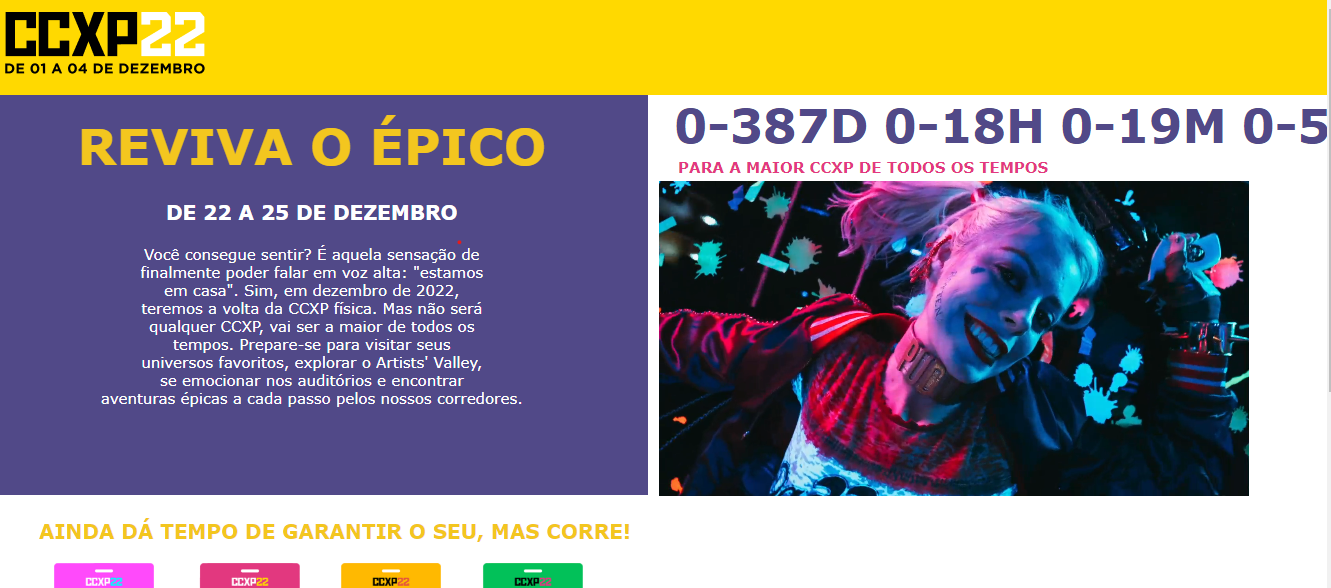 CCXP22
DE 01 A 04 DE DEZEMBRO
REVIVA O ÉPICO
DE 22 A 25 DE DEZEMBRO
Você consegue sentir? É aquela sensação de
finalmente poder falar em voz alta: "estamos
em casa". Sim, em dezembro de 2022,
teremos a volta da CCXP física. Mas não será
qualquer CCXP, vai ser a maior de todos os
tempos. Prepare-se para visitar seus
universos favoritos, explorar o Artists' Valley,
se emocionar nos auditórios e encontrar
aventuras épicas a cada passo pelos nossos corredores.
0-387D 0-18H 0-19M 0-5
PARA A MAIOR CCXP DE TODOS OS TEMPOS
AINDA DÁ TEMPO DE GARANTIR O SEU, MAS CORRE!
CCXP22
CCXP22
CCXP22
CCXP22